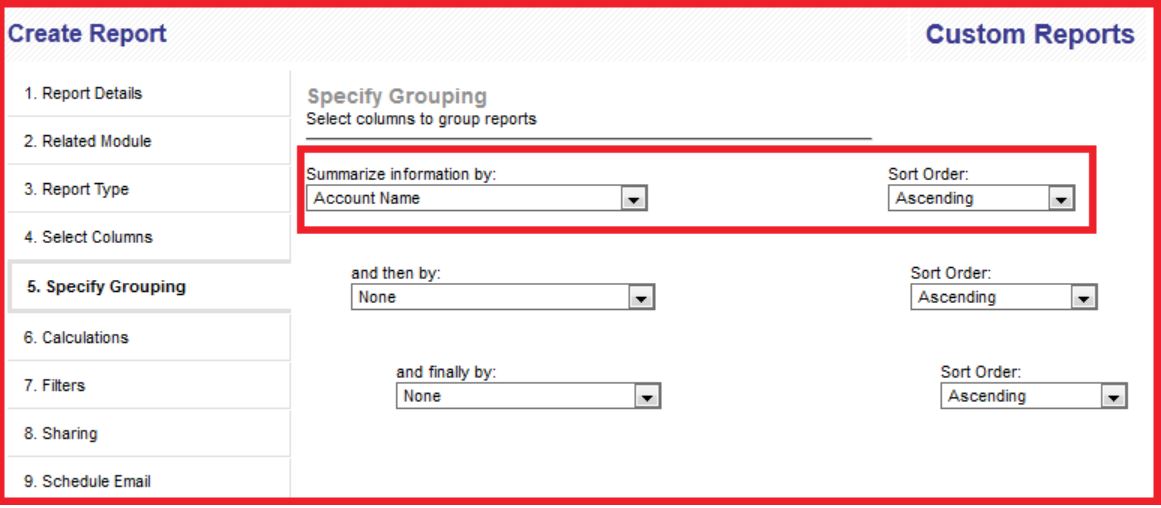 Create Report
Custom Reports
1. Report Details
2. Related Module
3. Report Type
4. Select Columns
5. Specify Grouping
6. Calculations
7. Filters
8. Sharing
9. Schedule Email
Specify Grouping
Select columns to group reports
Summarize information by:
Sort Order:
Account Name
Ascending
and then by:
Sort Order:
None
Ascending
and finally by:
Sort Order:
None
Ascending